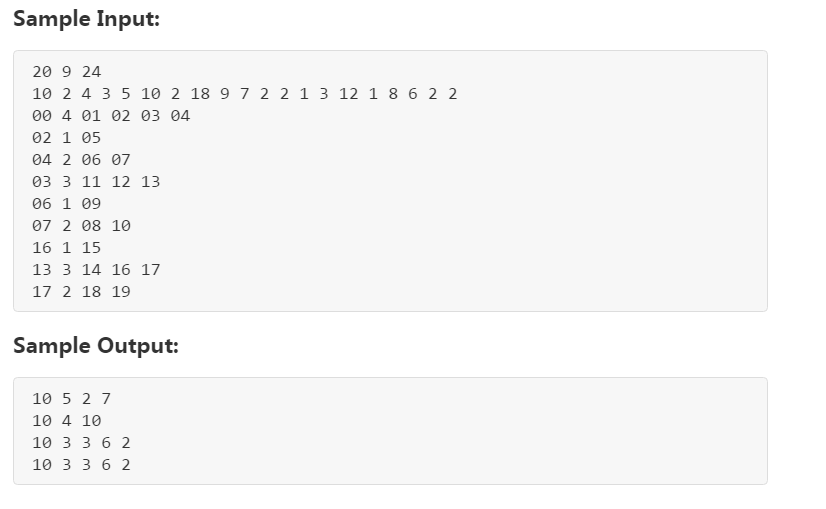 Sample Input:
20 9 24
10 2 4 3 5 10 2 18 9 7 2 2 1 3 12 1 8 6 2 2
00 4 01 02 03 04
02 1 05
04 2 06 07
03 3 11 12 13
06 1 09
07 2 08 10
16 1 15
13 3 14 16 17
17 2 18 19
Sample Output:
10 5 2 7
10 4 10
10 3 3 6 2
10 3 3 6 2